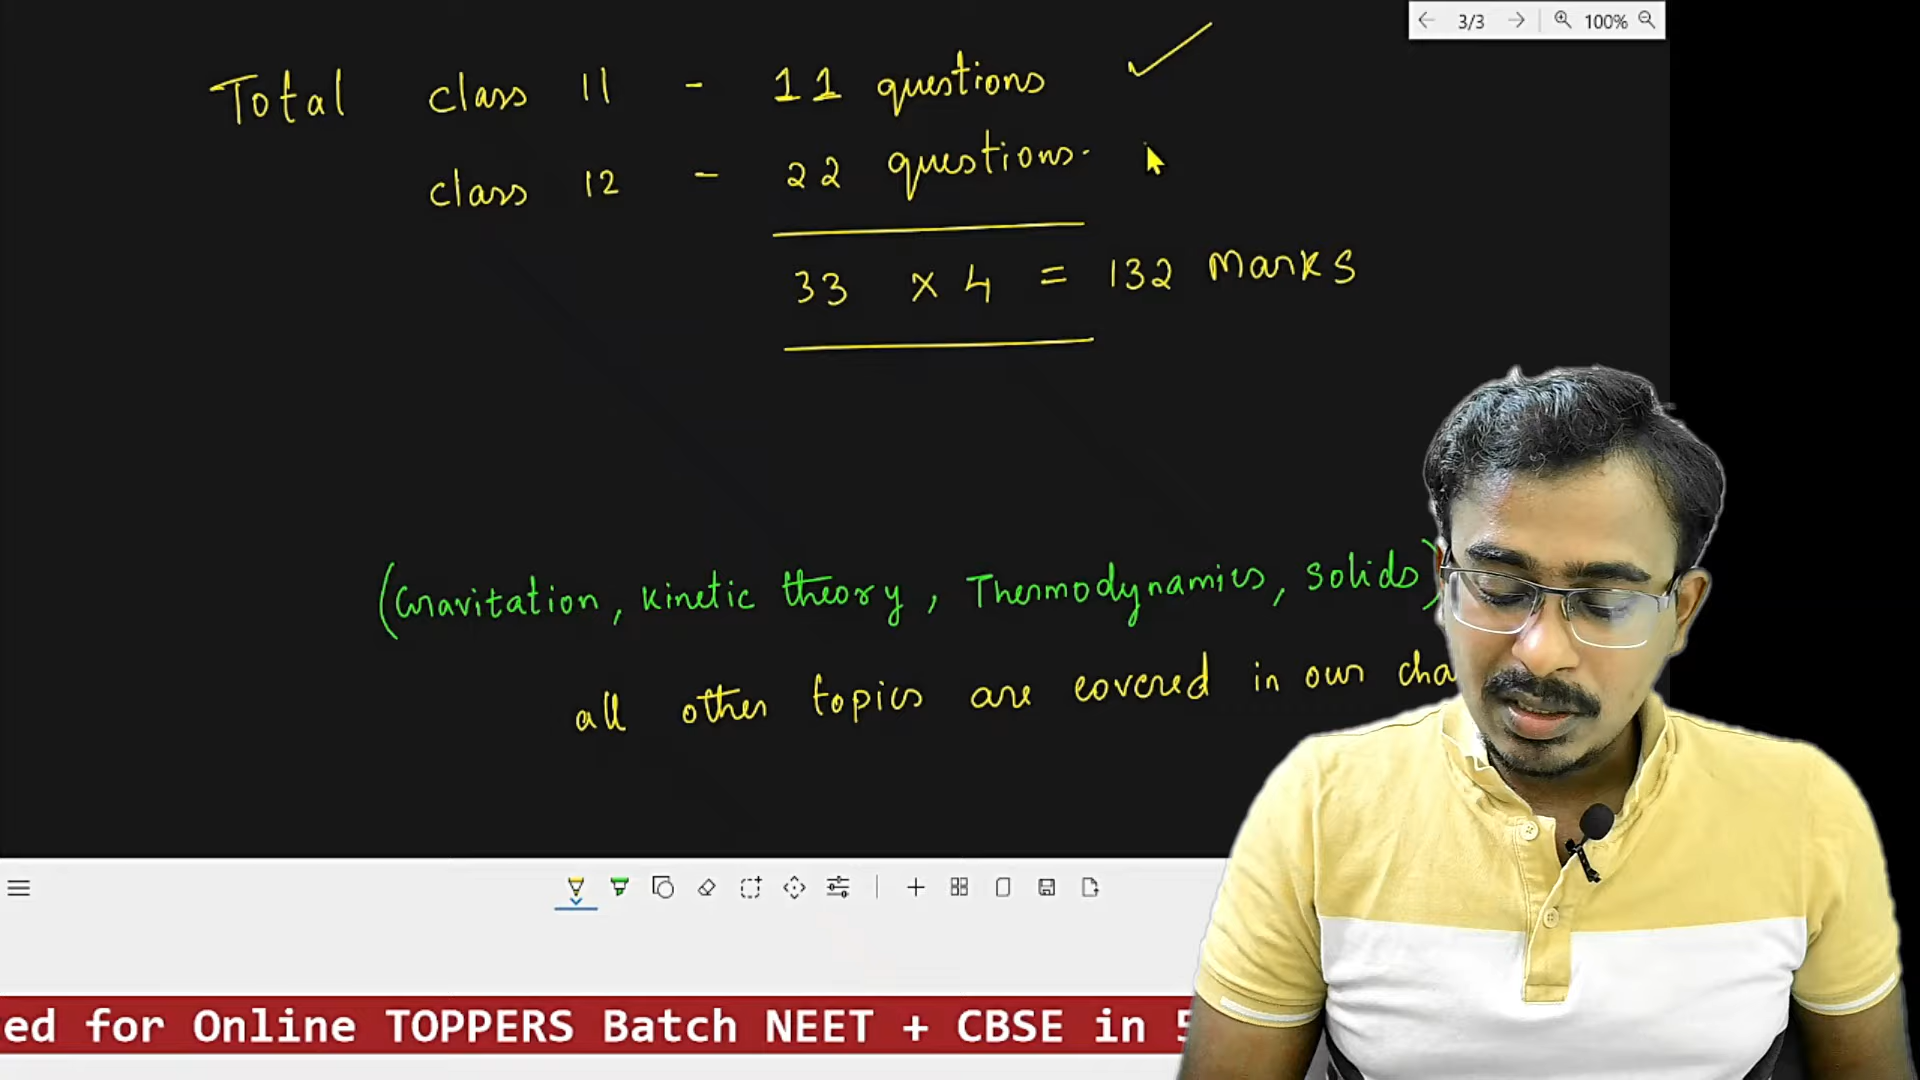 3/3 100%
Total class 11 - 11 questions
class 12 - 22 questions.
33 x 4 = 132 Marks
(Gravitation, kinetic theory, Thermodynamics, solids)
all other topics are covered in our
ed for Online TOPPERS Batch NEET + CBSE in 5